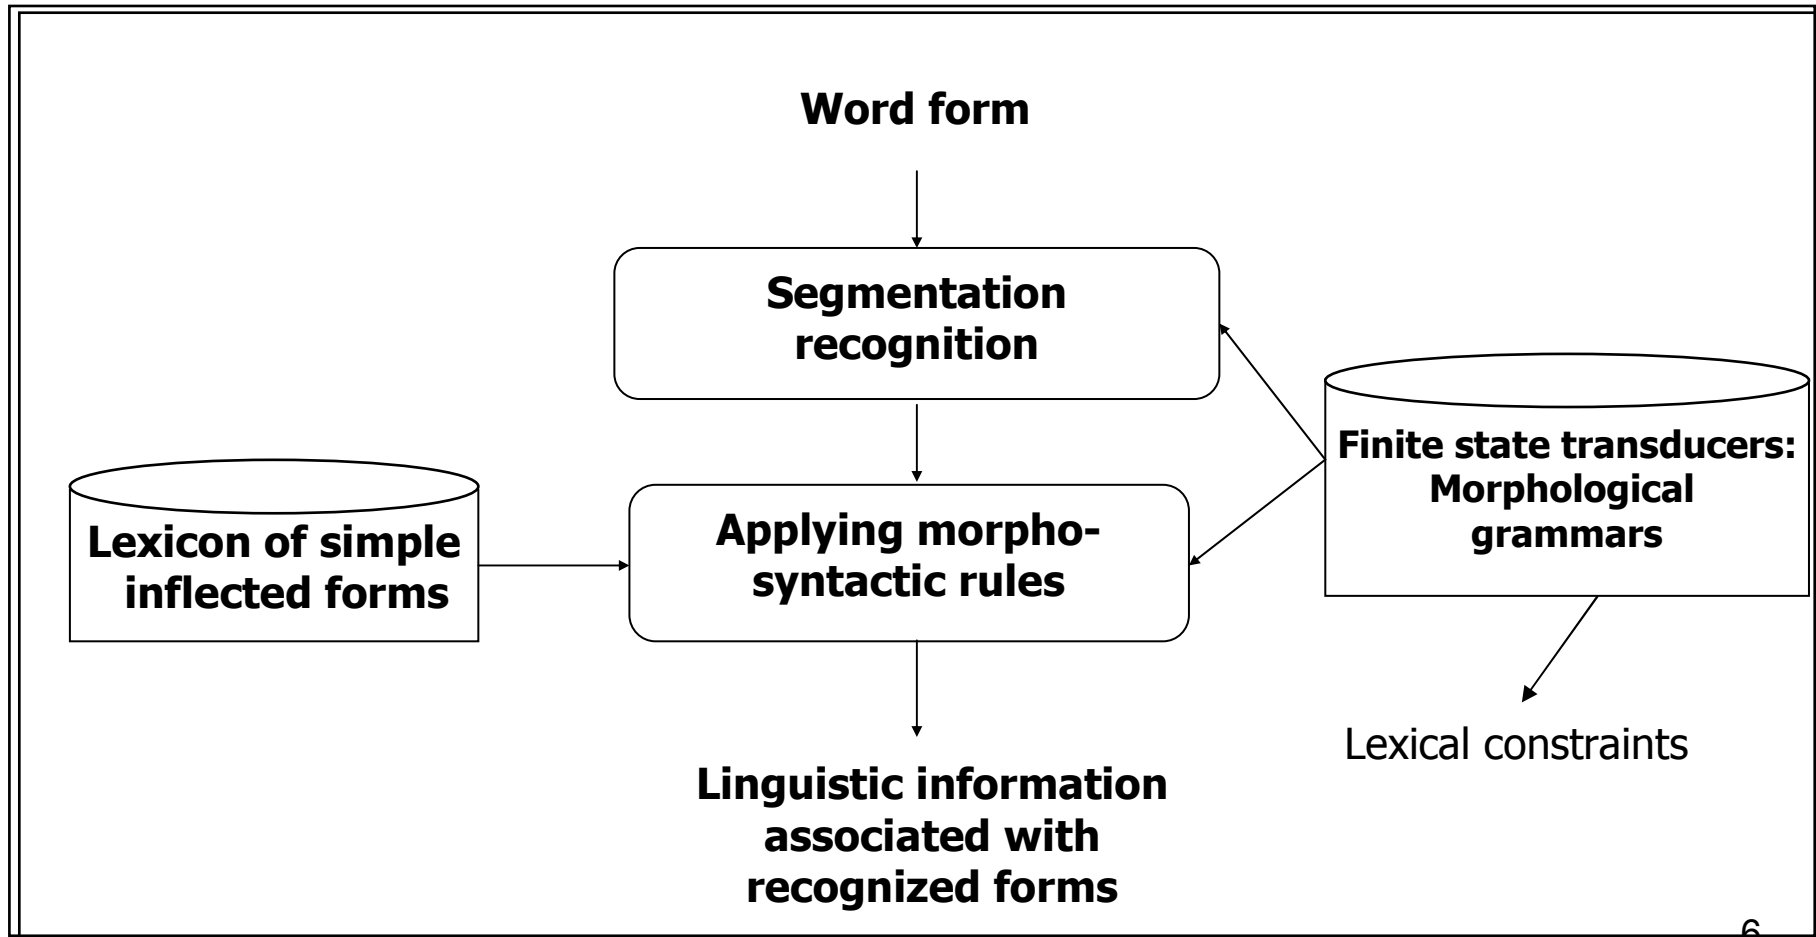 Word form
Segmentation
recognition
Finite state transducers:
Morphological
grammars
Lexicon of simple
inflected forms
Applying morpho-
syntactic rules
Lexical constraints
Linguistic information
associated with
recognized forms
6